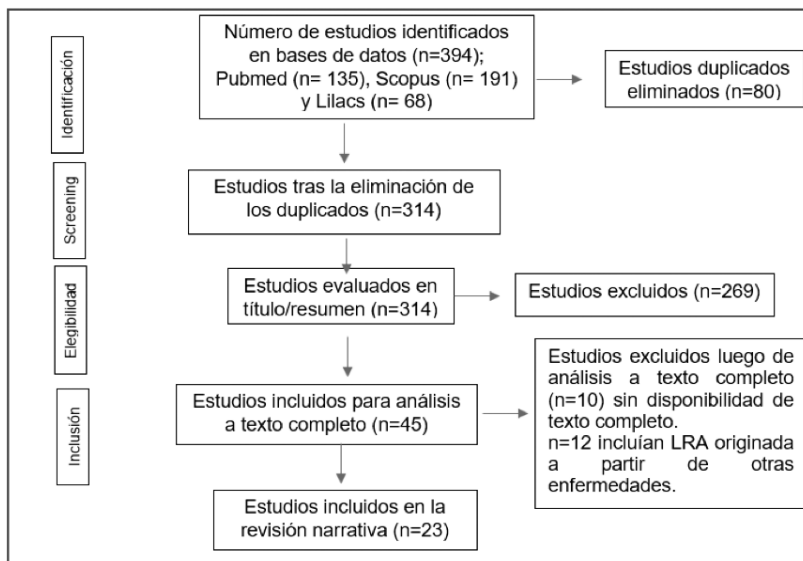 Identificación
Número de estudios identificados
en bases de datos (n=394);
Pubmed (n= 135), Scopus (n= 191)
y Lilacs (n= 68)
Estudios duplicados
eliminados (n=80)
Screening
Estudios tras la eliminación de
los duplicados (n=314)
Elegibilidad
Estudios evaluados en
título/resumen (n=314)
Estudios excluidos (n=269)
Inclusión
Estudios incluidos para análisis
a texto completo (n=45)
Estudios excluidos luego de
análisis a texto completo
(n=10) sin disponibilidad de
texto completo.
n=12 incluían LRA originada
a partir de otras
enfermedades.
Estudios incluidos en la
revisión narrativa (n=23)